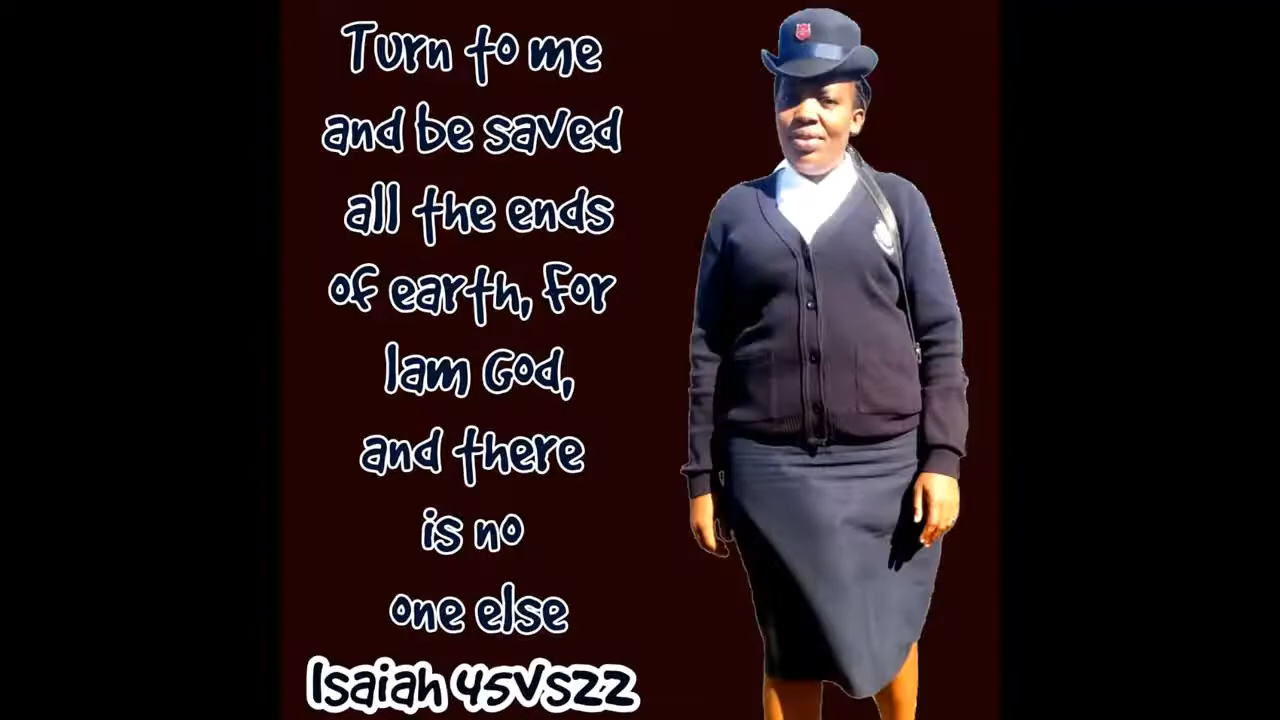 Turn to me
and be saved
all the ends
of earth, for
Iam God,
and there
is no
one else
Isaiah 45vs22